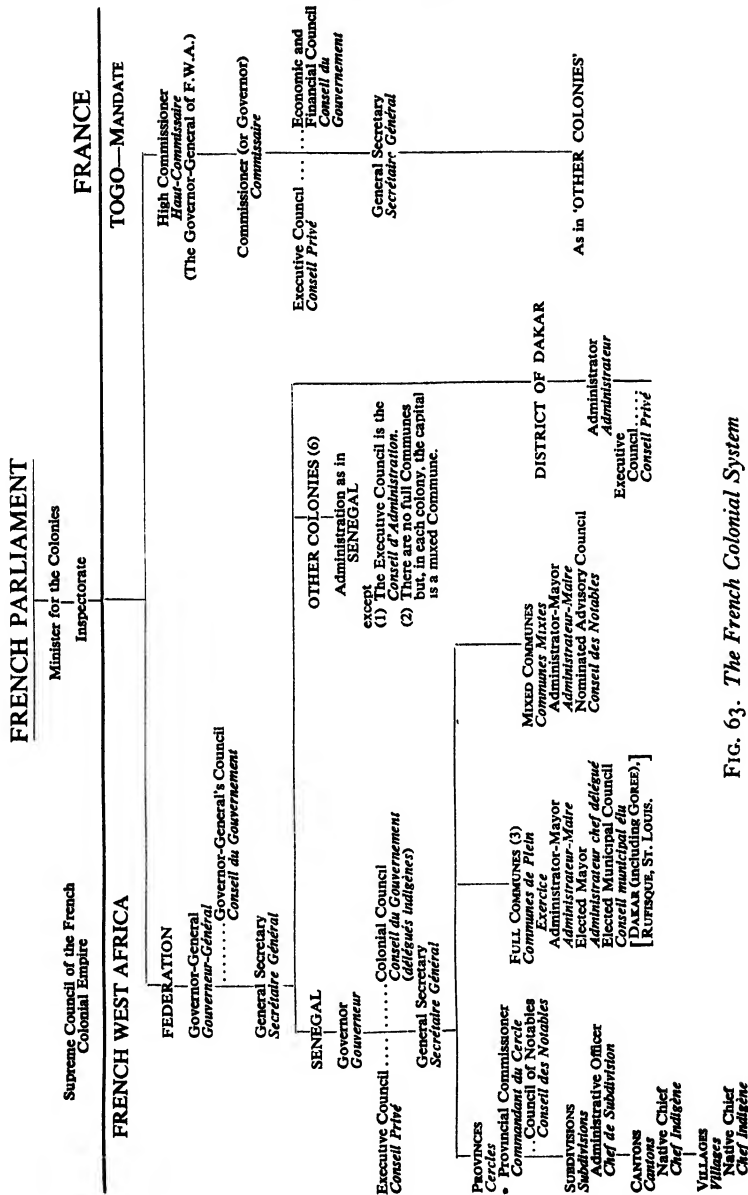 FRENCH PARLIAMENT
FRANCE
Minister for the Colonies
Inspectorate
Supreme Council of the French
Colonial Empire
FRENCH WEST AFRICA
FEDERATION
Governor-General
Gouverneur-Général
Governor-General's Council
Conseil du Gouvernement
General Secretary
Secrétaire Général
SENEGAL
Governor
Gouverneur
Executive Council
Conseil Privé
Colonial Council
Conseil du Gouvernement
(délégués indigènes)
General Secretary
Secrétaire Général
PROVINCES
Cercles
Provincial Commissioner
Commandant du Cercle
Council of Notables
Conseil des Notables
SUBDIVISIONS
Subdivisions
Administrative Officer
Chef de Subdivision
CANTONS
Cantons
Native Chief
Chef Indigène
VILLAGES
Villages
Native Chief
Chef Indigène
FULL COMMUNES (3)
Communes de Plein
Exercice
Administrator-Mayor
Administrateur-Maire
Elected Mayor
Administrateur chef délégué
Elected Municipal Council
Conseil municipal élu
[DAKAR (including GOREE),]
[RUFISQUE, ST. LOUIS.]
MIXED COMMUNES
Communes Mixtes
Administrator-Mayor
Administrateur-Maire
Nominated Advisory Council
Conseil des Notables
OTHER COLONIES (6)
Administration as in
SENEGAL
except
(1) The Executive Council is the
Conseil d'Administration.
(2) There are no full Communes
but, in each colony, the capital
is a mixed Commune.
DISTRICT OF DAKAR
Administrator
Administrateur
Executive
Council
Conseil Privé
TOGO—MANDATE
High Commissioner
Haut-Commissaire
(The Governor-General of F.W.A.)
Commissioner (or Governor)
Commissaire
Executive Council
Conseil Privé
Economic and
Financial Council
Conseil du
Gouvernement
General Secretary
Secrétaire Général
As in 'OTHER COLONIES'
FIG. 63. The French Colonial System